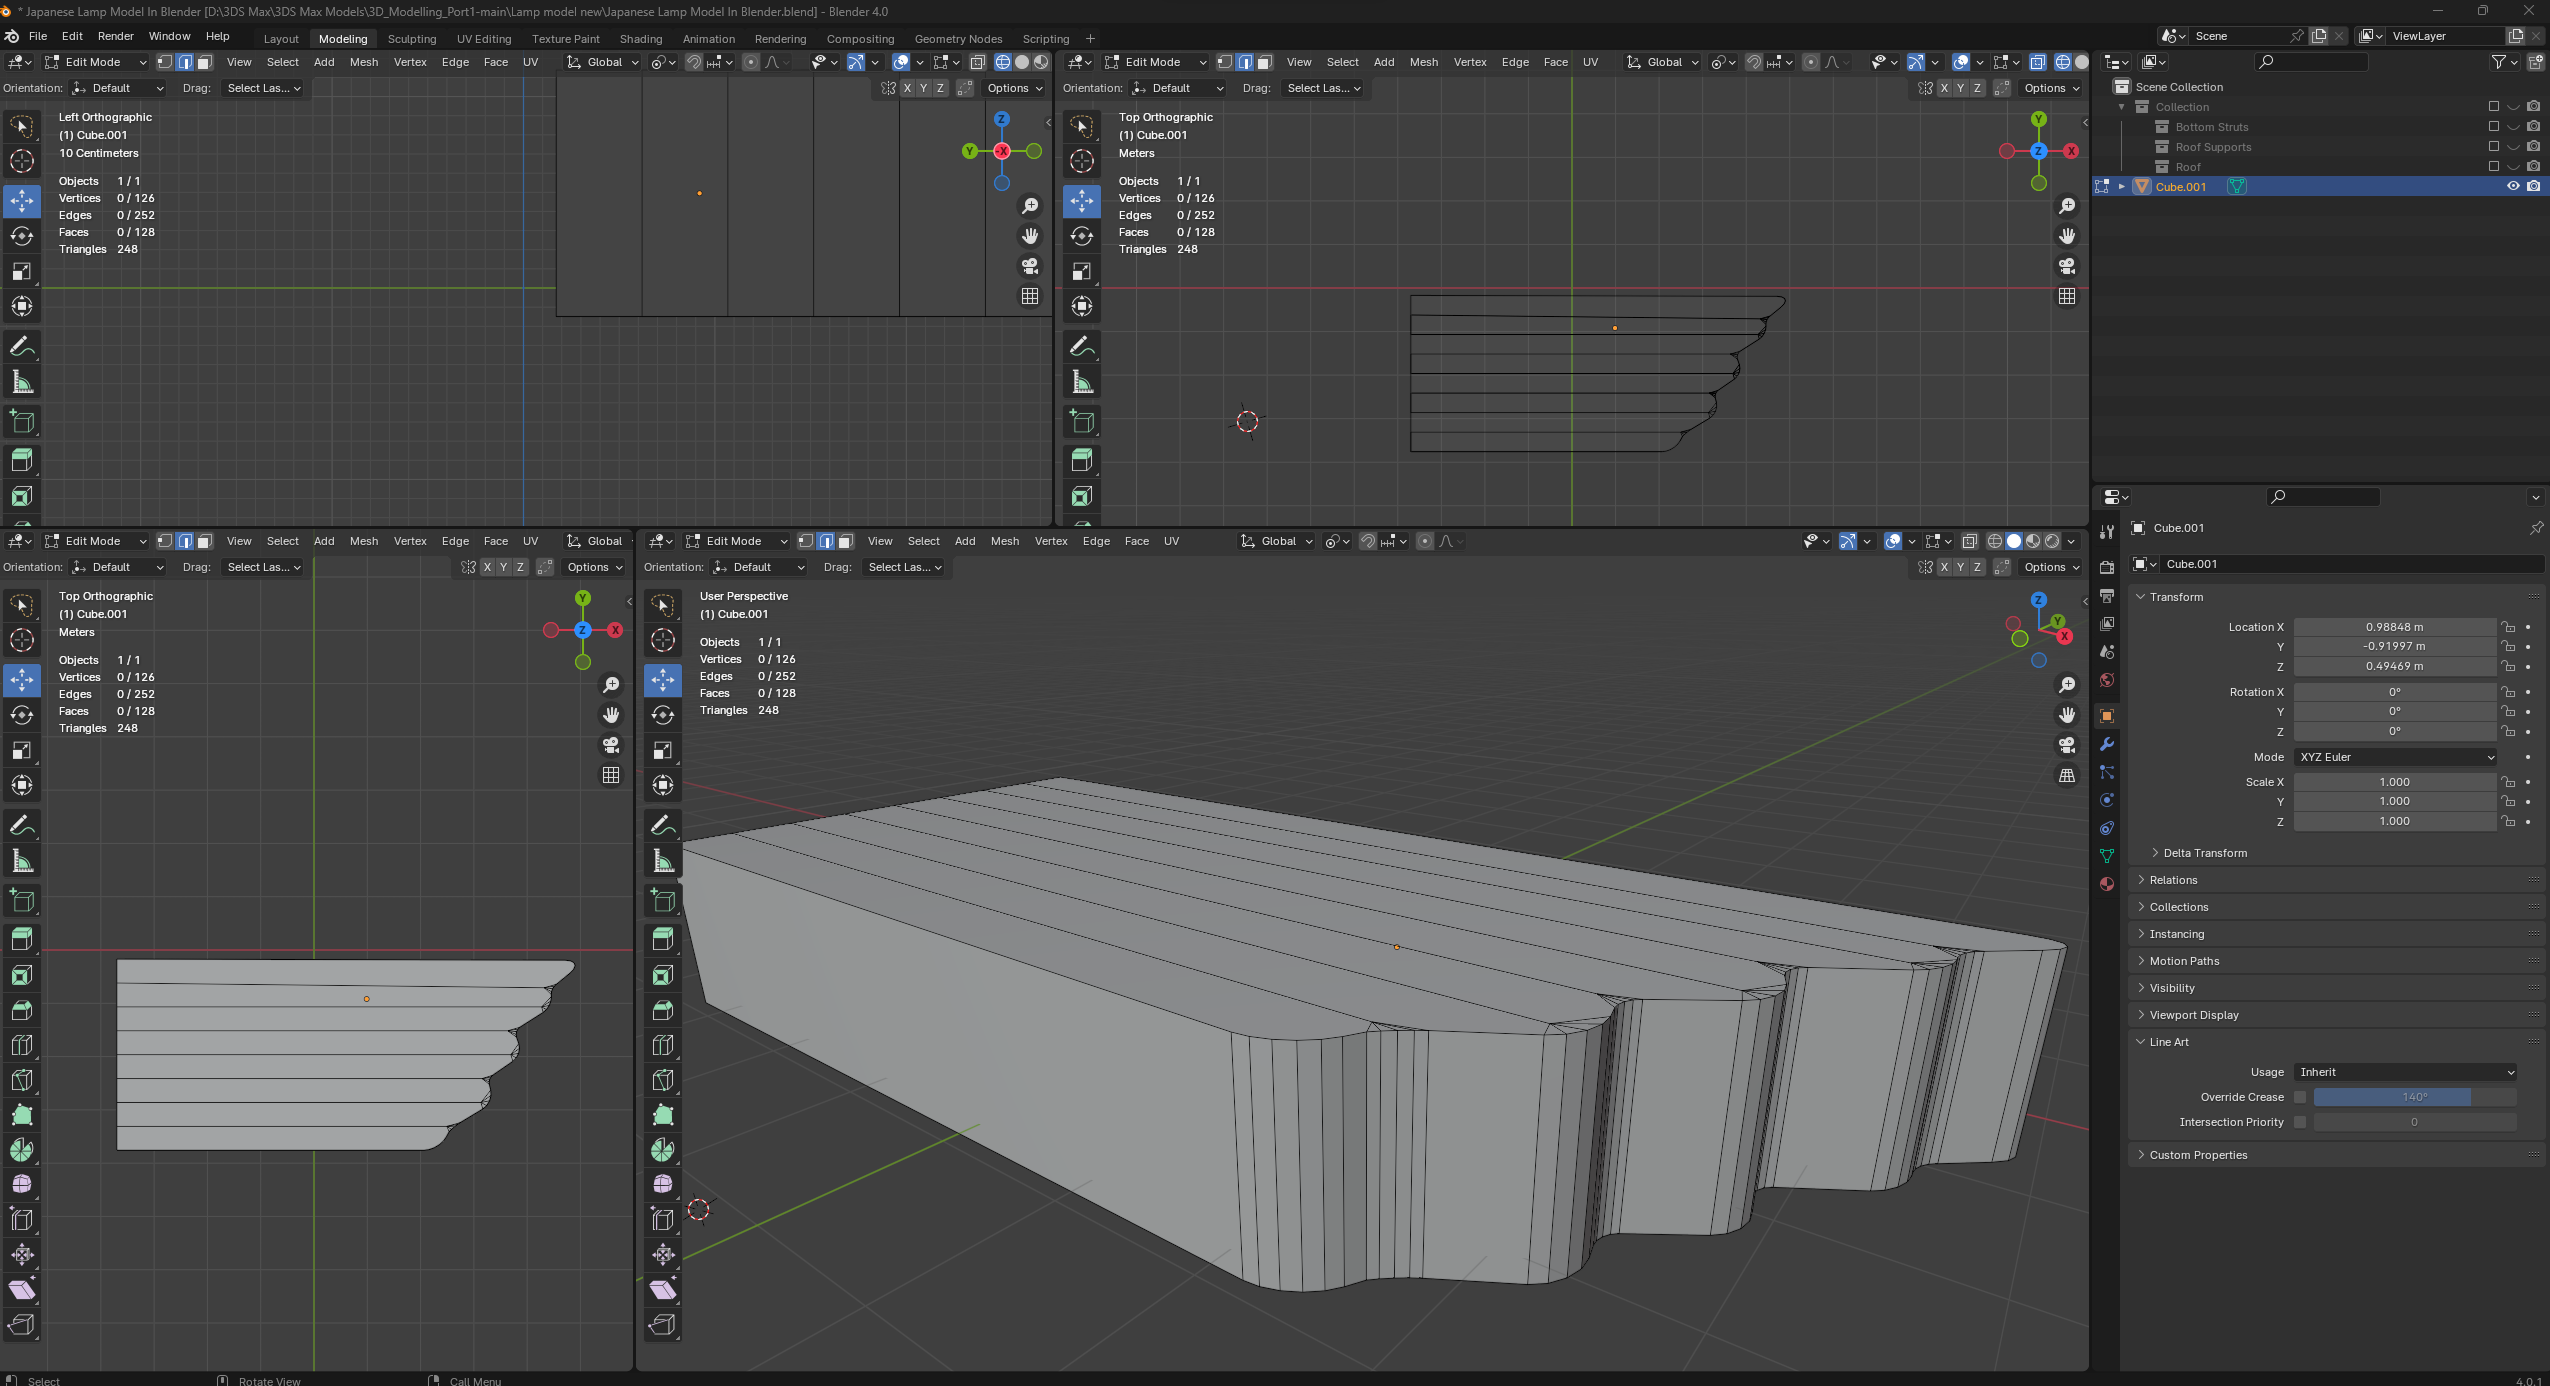 * Japanese Lamp Model In Blender [D:\3DS Max\3DS Max Models\3D_Modelling_Port1-main\Lamp model new\Japanese Lamp Model In Blender.blend] - Blender 4.0
File Edit Render Window Help Layout Modeling Sculpting UV Editing Texture Paint Shading Animation Rendering Compositing Geometry Nodes Scripting + Scene ViewLayer
Edit Mode View Select Add Mesh Vertex Edge Face UV Global
Orientation: Default Drag: Select Las... X Y Z Options
Left Orthographic
(1) Cube.001
10 Centimeters
Objects 1 / 1
Vertices 0 / 126
Edges 0 / 252
Faces 0 / 128
Triangles 248
Z
Y -X
Edit Mode View Select Add Mesh Vertex Edge Face UV Global
Orientation: Default Drag: Select Las... X Y Z Options
Top Orthographic
(1) Cube.001
Meters
Objects 1 / 1
Vertices 0 / 126
Edges 0 / 252
Faces 0 / 128
Triangles 248
Y
Z X
Edit Mode View Select Add Mesh Vertex Edge Face UV Global
Orientation: Default Drag: Select Las... X Y Z Options
Top Orthographic
(1) Cube.001
Meters
Objects 1 / 1
Vertices 0 / 126
Edges 0 / 252
Faces 0 / 128
Triangles 248
Y
Z X
Edit Mode View Select Add Mesh Vertex Edge Face UV Global
Orientation: Default Drag: Select Las... X Y Z Options
User Perspective
(1) Cube.001
Objects 1 / 1
Vertices 0 / 126
Edges 0 / 252
Faces 0 / 128
Triangles 248
Z
Y
X
Scene Collection
Collection
Bottom Struts
Roof Supports
Roof
Cube.001
Cube.001
Cube.001
Transform
Location X 0.98848 m
Y -0.91997 m
Z 0.49469 m
Rotation X 0°
Y 0°
Z 0°
Mode XYZ Euler
Scale X 1.000
Y 1.000
Z 1.000
Delta Transform
Relations
Collections
Instancing
Motion Paths
Visibility
Viewport Display
Line Art
Usage Inherit
Override Crease 140°
Intersection Priority 0
Custom Properties
Select Rotate View Call Menu 4.0.1